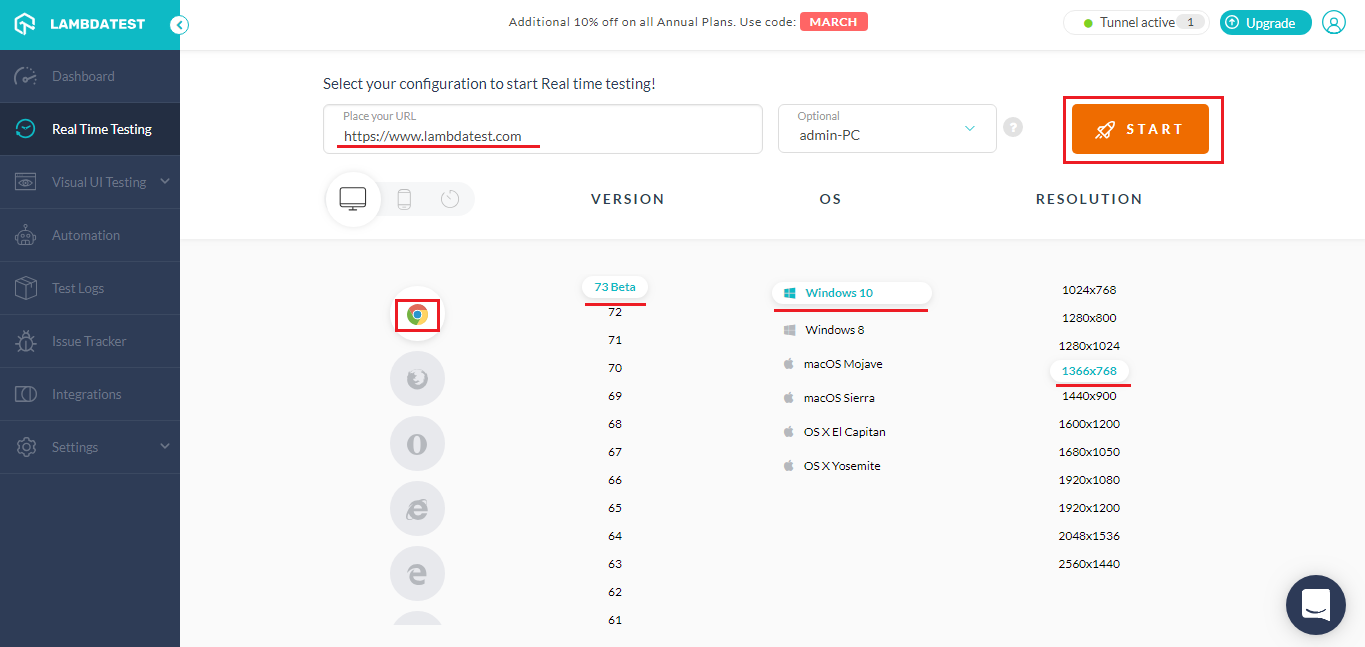 LAMBDATEST
Additional 10% off on all Annual Plans. Use code: MARCH
Tunnel active 1
Upgrade
Dashboard
Real Time Testing
Visual UI Testing
Automation
Test Logs
Issue Tracker
Integrations
Settings
Select your configuration to start Real time testing!
Place your URL
https://www.lambdatest.com
Optional
admin-PC
?
START
VERSION
OS
RESOLUTION
73 Beta
72
71
70
69
68
67
66
65
64
63
62
61
Windows 10
Windows 8
macOS Mojave
macOS Sierra
OS X El Capitan
OS X Yosemite
1024x768
1280x800
1280x1024
1366x768
1440x900
1600x1200
1680x1050
1920x1080
1920x1200
2048x1536
2560x1440